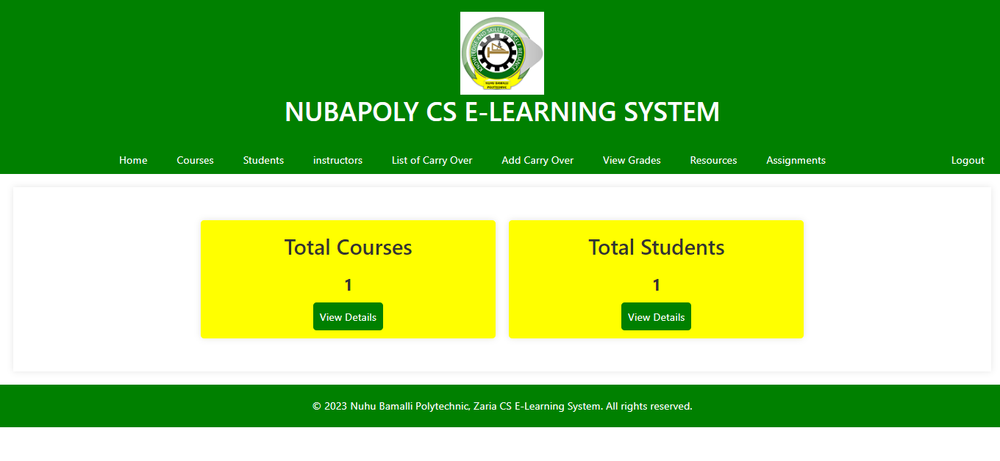 KNOWLEDGE AND SKILLS FOR SELF RELIANCE
NUHU BAMALLI
POLYTECHNIC
NUBAPOLY CS E-LEARNING SYSTEM
Home Courses Students instructors List of Carry Over Add Carry Over View Grades Resources Assignments Logout
Total Courses Total Students
1 1
View Details View Details
© 2023 Nuhu Bamalli Polytechnic, Zaria CS E-Learning System. All rights reserved.